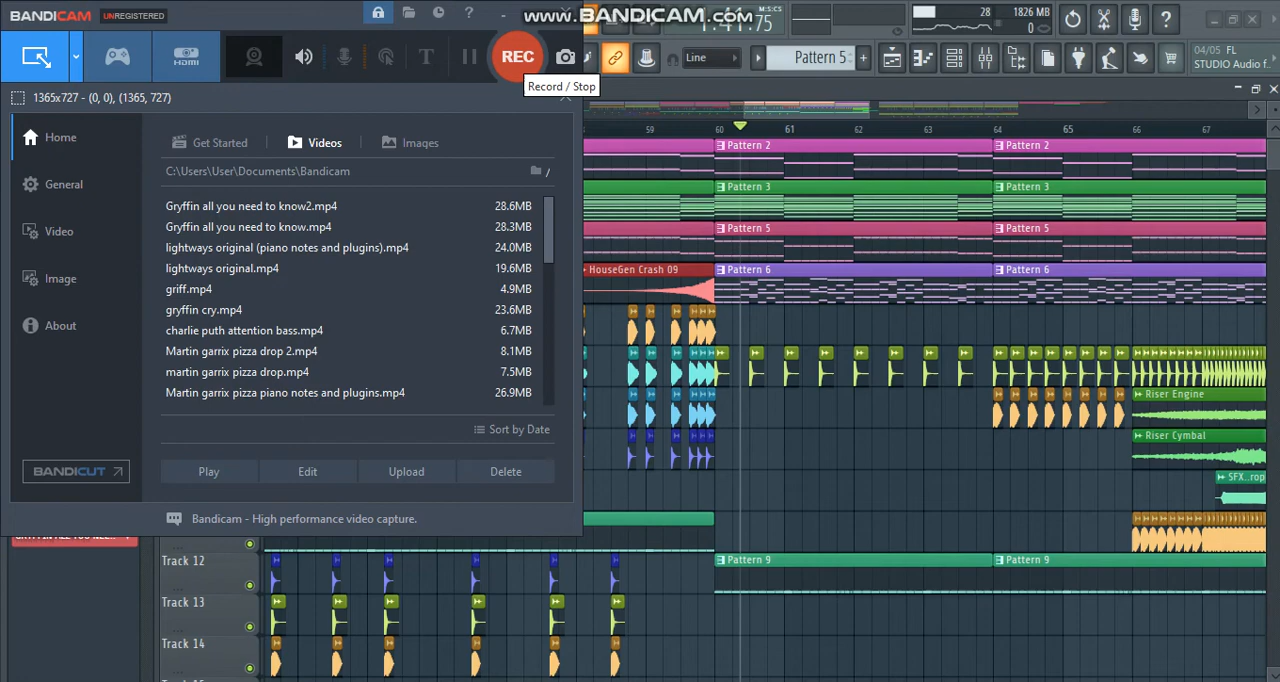 BANDICAM UNREGISTERED
www.BANDICAM.com
75
28
1826 MB
0
HDMI
REC
Record / Stop
Line
Pattern 5
04/05 FL
STUDIO Audio f...
1365x727 - (0, 0), (1365, 727)
Home
General
Video
Image
About
BANDICUT
Get Started
Videos
Images
C:\Users\User\Documents\Bandicam
Gryffin all you need to know2.mp4 28.6MB
Gryffin all you need to know.mp4 28.3MB
lightways original (piano notes and plugins).mp4 24.0MB
lightways original.mp4 19.6MB
griff.mp4 4.9MB
gryffin cry.mp4 23.6MB
charlie puth attention bass.mp4 6.7MB
Martin garrix pizza drop 2.mp4 8.1MB
martin garrix pizza drop.mp4 7.5MB
Martin garrix pizza piano notes and plugins.mp4 26.9MB
Sort by Date
Play Edit Upload Delete
Bandicam - High performance video capture.
59 60 61 62 63 64 65 66 67
Pattern 2 Pattern 2
Pattern 3 Pattern 3
Pattern 5 Pattern 5
HouseGen Crash 09 Pattern 6 Pattern 6
Riser Engine
Riser Cymbal
SFX..rop
Track 12
Pattern 9 Pattern 9
Track 13
Track 14